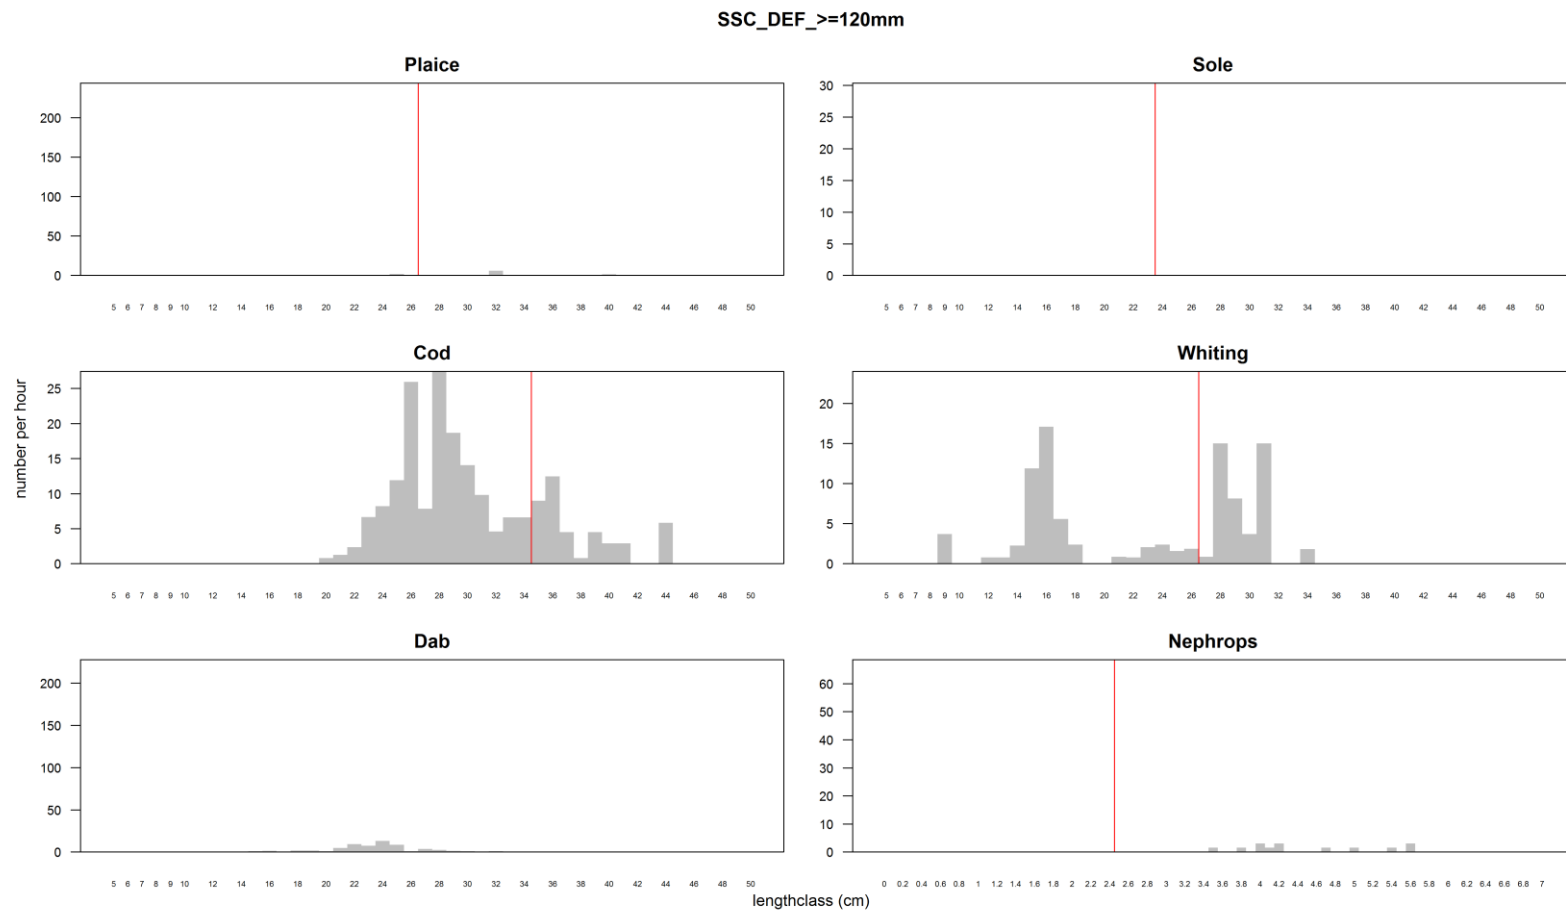 SSC_DEF_>=120mm
Plaice
200
150
100
50
0
5 6 7 8 9 10 12 14 16 18 20 22 24 26 28 30 32 34 36 38 40 42 44 46 48 50
Sole
30
25
20
15
10
5
0
5 6 7 8 9 10 12 14 16 18 20 22 24 26 28 30 32 34 36 38 40 42 44 46 48 50
number per hour
Cod
25
20
15
10
5
0
5 6 7 8 9 10 12 14 16 18 20 22 24 26 28 30 32 34 36 38 40 42 44 46 48 50
Whiting
20
15
10
5
0
5 6 7 8 9 10 12 14 16 18 20 22 24 26 28 30 32 34 36 38 40 42 44 46 48 50
Dab
200
150
100
50
0
5 6 7 8 9 10 12 14 16 18 20 22 24 26 28 30 32 34 36 38 40 42 44 46 48 50
Nephrops
60
50
40
30
20
10
0
0 0.2 0.4 0.6 0.8 1 1.2 1.4 1.6 1.8 2 2.2 2.4 2.6 2.8 3 3.2 3.4 3.6 3.8 4 4.2 4.4 4.6 4.8 5 5.2 5.4 5.6 5.8 6 6.2 6.4 6.6 6.8 7
lengthclass (cm)